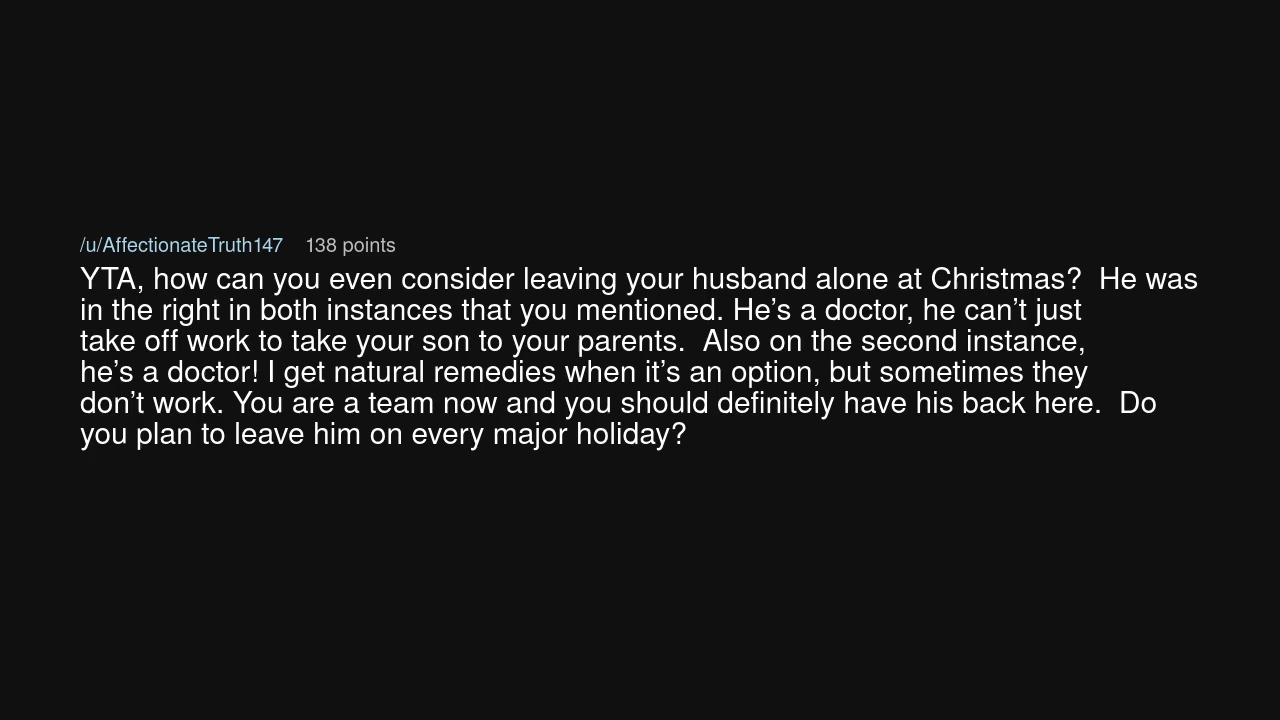 /u/AffectionateTruth147 138 points
YTA, how can you even consider leaving your husband alone at Christmas?  He was
in the right in both instances that you mentioned. He’s a doctor, he can’t just
take off work to take your son to your parents.  Also on the second instance,
he’s a doctor! I get natural remedies when it’s an option, but sometimes they
don’t work. You are a team now and you should definitely have his back here.  Do
you plan to leave him on every major holiday?